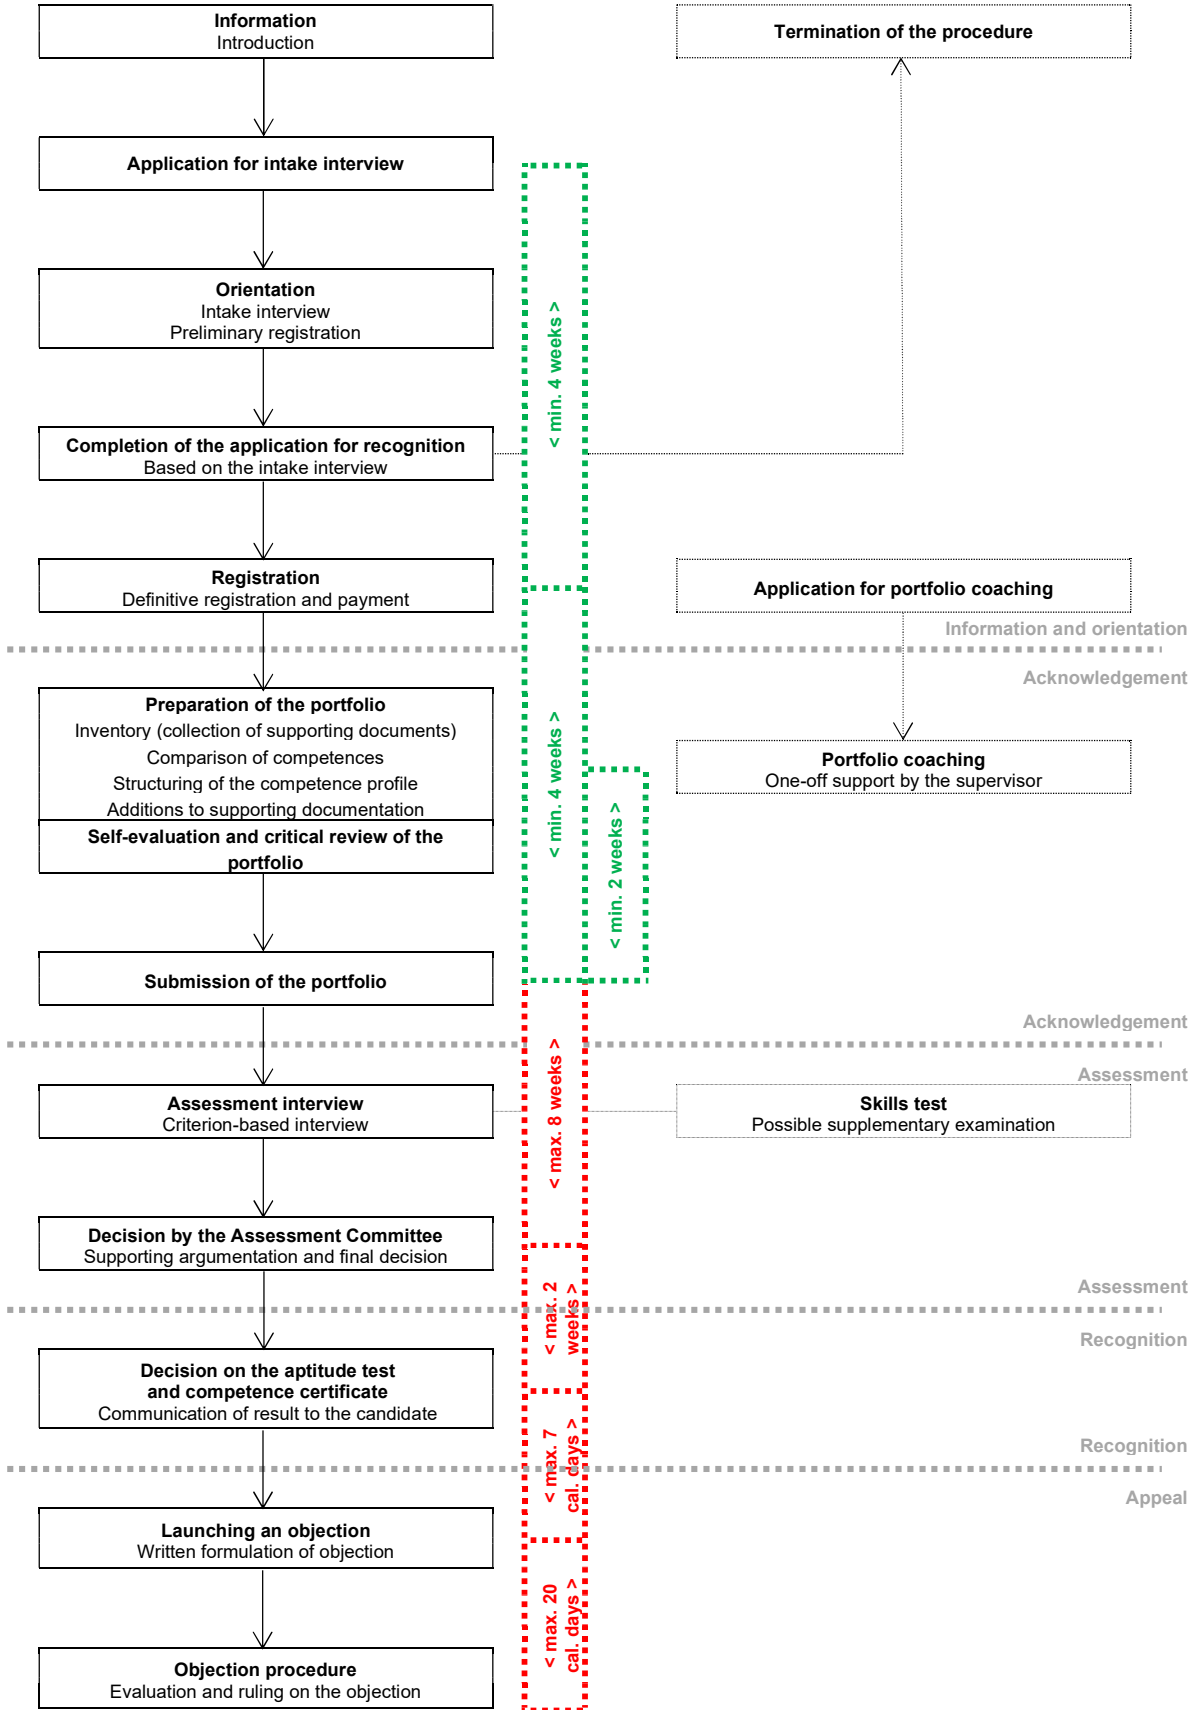 Information
Introduction
Termination of the procedure
Application for intake interview
Orientation
Intake interview
Preliminary registration
< min. 4 weeks >
Completion of the application for recognition
Based on the intake interview
Registration
Definitive registration and payment
Application for portfolio coaching
Information and orientation
Acknowledgement
Preparation of the portfolio
Inventory (collection of supporting documents)
Comparison of competences
Structuring of the competence profile
Additions to supporting documentation
Self-evaluation and critical review of the
portfolio
< min. 4 weeks >
Portfolio coaching
One-off support by the supervisor
< min. 2 weeks >
Submission of the portfolio
Acknowledgement
Assessment
< max. 8 weeks >
Assessment interview
Criterion-based interview
Skills test
Possible supplementary examination
Decision by the Assessment Committee
Supporting argumentation and final decision
< max. 2
weeks >
Assessment
Recognition
Decision on the aptitude test
and competence certificate
Communication of result to the candidate
< max. 7
cal. days >
Recognition
Appeal
Launching an objection
Written formulation of objection
< max. 20
cal. days >
Objection procedure
Evaluation and ruling on the objection